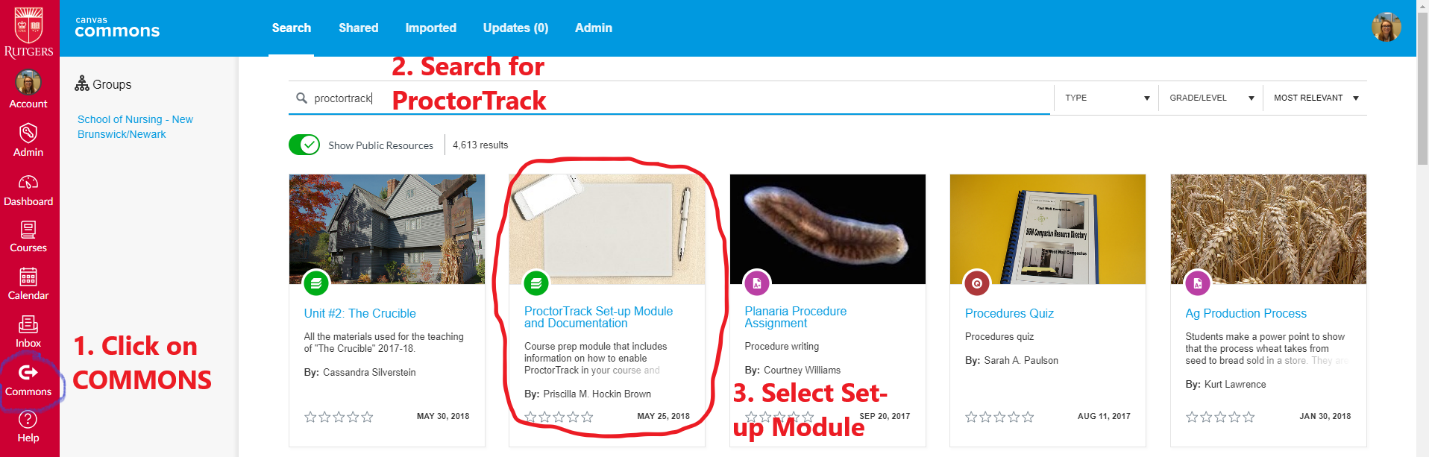 RUTGERS
Account
Admin
Dashboard
Courses
Calendar
Inbox
Commons
Help
canvas
commons
Search Shared Imported Updates (0) Admin
Groups
School of Nursing - New
Brunswick/Newark
1. Click on
COMMONS
2. Search for
ProctorTrack
proctortrack
TYPE GRADE/LEVEL MOST RELEVANT
Show Public Resources 4,613 results
Unit #2: The Crucible
All the materials used for the teaching
of "The Crucible" 2017-18.
By: Cassandra Silverstein
MAY 30, 2018
ProctorTrack Set-up Module
and Documentation
Course prep module that includes
information on how to enable
ProctorTrack in your course and
By: Priscilla M. Hockin Brown
MAY 25, 2018
Planaria Procedure
Assignment
Procedure writing
By: Courtney Williams
SEP 20, 2017
3. Select Set-
up Module
Procedures Quiz
Procedures quiz
By: Sarah A. Paulson
AUG 11, 2017
Ag Production Process
Students make a power point to show
that the process wheat takes from
seed to bread sold in a store. They are
By: Kurt Lawrence
JAN 30, 2018